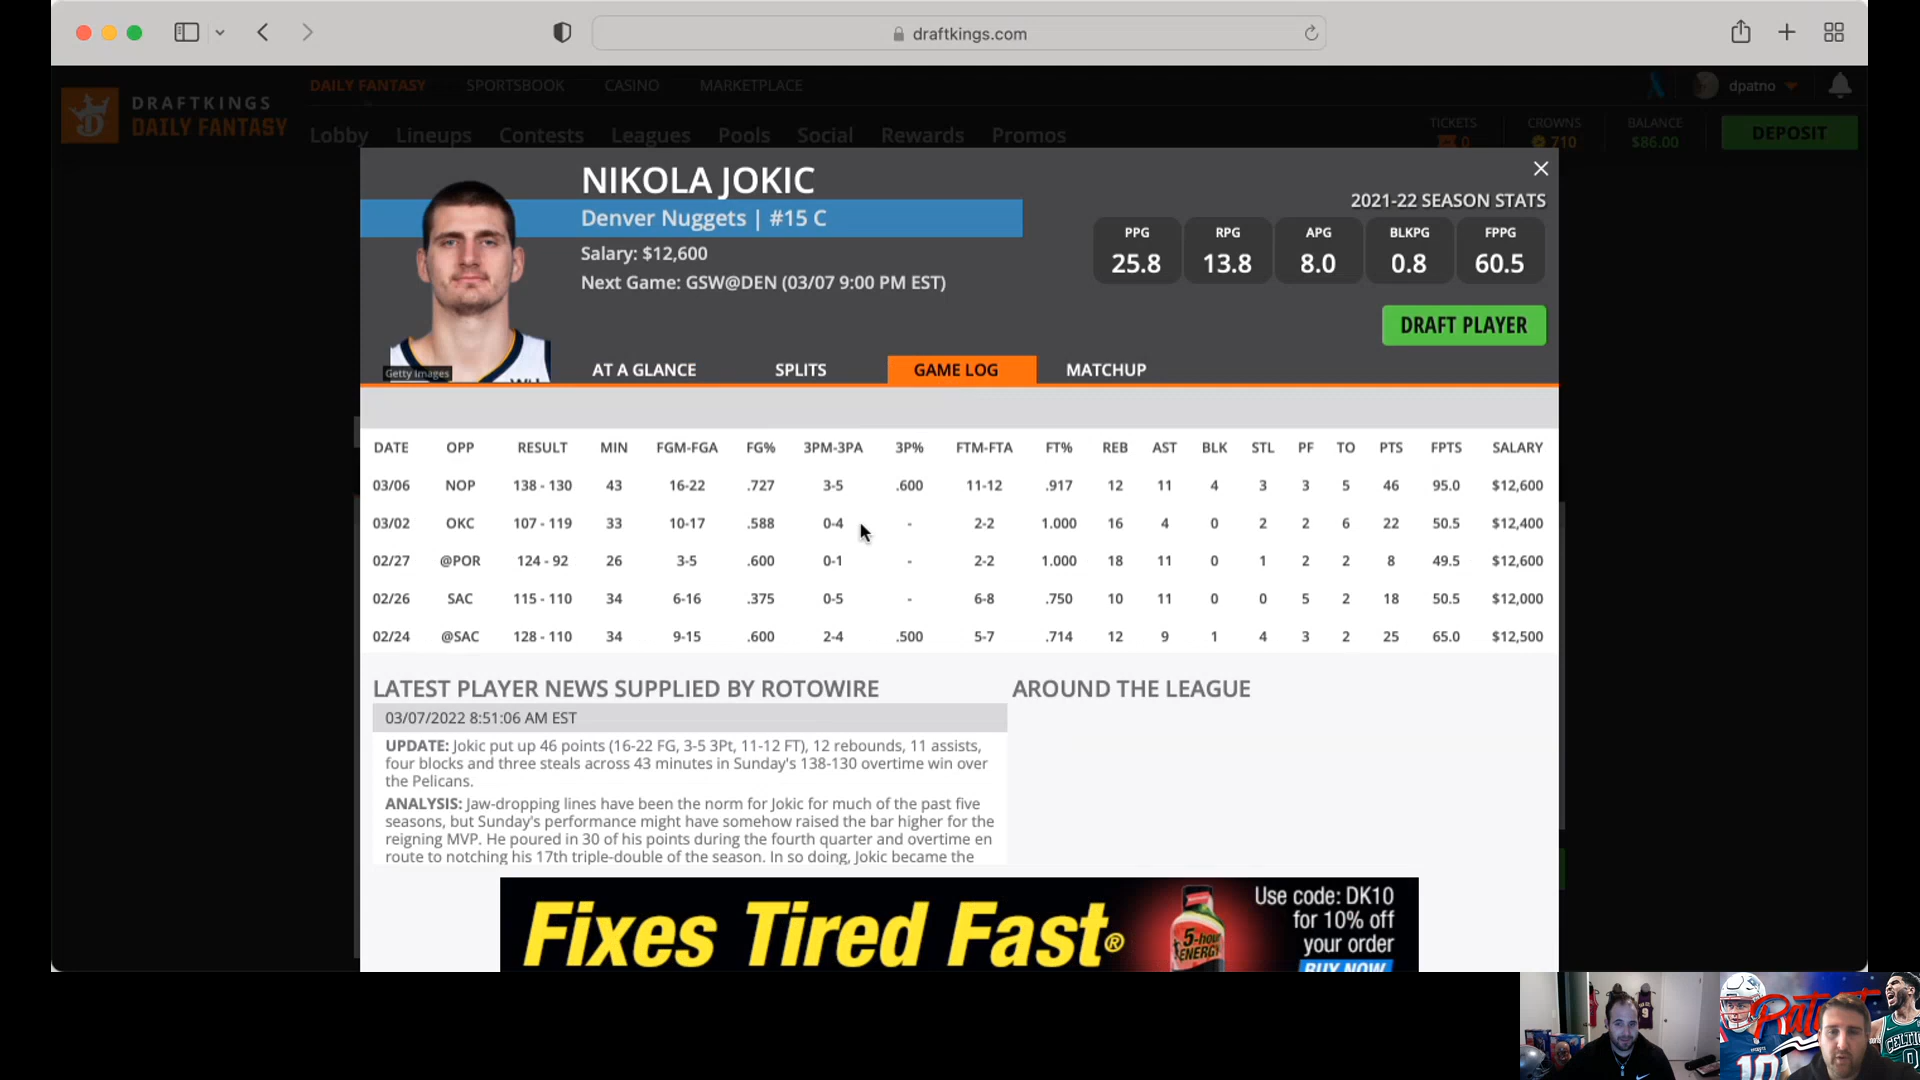 draftkings.com
DRAFTKINGS
DAILY FANTASY
DAILY FANTASY SPORTSBOOK CASINO MARKETPLACE
dpatno
Lobby Lineups Contests Leagues Pools Social Rewards Promos
TICKETS CROWNS BALANCE
0 710 $86.00
DEPOSIT
NIKOLA JOKIC
Denver Nuggets | #15 C
Salary: $12,600
Next Game: GSW@DEN (03/07 9:00 PM EST)
2021-22 SEASON STATS
PPG RPG APG BLKPG FPPG
25.8 13.8 8.0 0.8 60.5
DRAFT PLAYER
Getty Images
AT A GLANCE SPLITS GAME LOG MATCHUP
DATE OPP RESULT MIN FGM-FGA FG% 3PM-3PA 3P% FTM-FTA FT% REB AST BLK STL PF TO PTS FPTS SALARY
03/06 NOP 138 - 130 43 16-22 .727 3-5 .600 11-12 .917 12 11 4 3 3 5 46 95.0 $12,600
03/02 OKC 107 - 119 33 10-17 .588 0-4 - 2-2 1.000 16 4 0 2 2 6 22 50.5 $12,400
02/27 @POR 124 - 92 26 3-5 .600 0-1 - 2-2 1.000 18 11 0 1 2 2 8 49.5 $12,600
02/26 SAC 115 - 110 34 6-16 .375 0-5 - 6-8 .750 10 11 0 0 5 2 18 50.5 $12,000
02/24 @SAC 128 - 110 34 9-15 .600 2-4 .500 5-7 .714 12 9 1 4 3 2 25 65.0 $12,500
LATEST PLAYER NEWS SUPPLIED BY ROTOWIRE
03/07/2022 8:51:06 AM EST
UPDATE: Jokic put up 46 points (16-22 FG, 3-5 3Pt, 11-12 FT), 12 rebounds, 11 assists,
four blocks and three steals across 43 minutes in Sunday's 138-130 overtime win over
the Pelicans.
ANALYSIS: Jaw-dropping lines have been the norm for Jokic for much of the past five
seasons, but Sunday's performance might have somehow raised the bar higher for the
reigning MVP. He poured in 30 of his points during the fourth quarter and overtime en
route to notching his 17th triple-double of the season. In so doing, Jokic became the
AROUND THE LEAGUE
Fixes Tired Fast®
5-hour
ENERGY
Use code: DK10
for 10% off
your order
BUY NOW